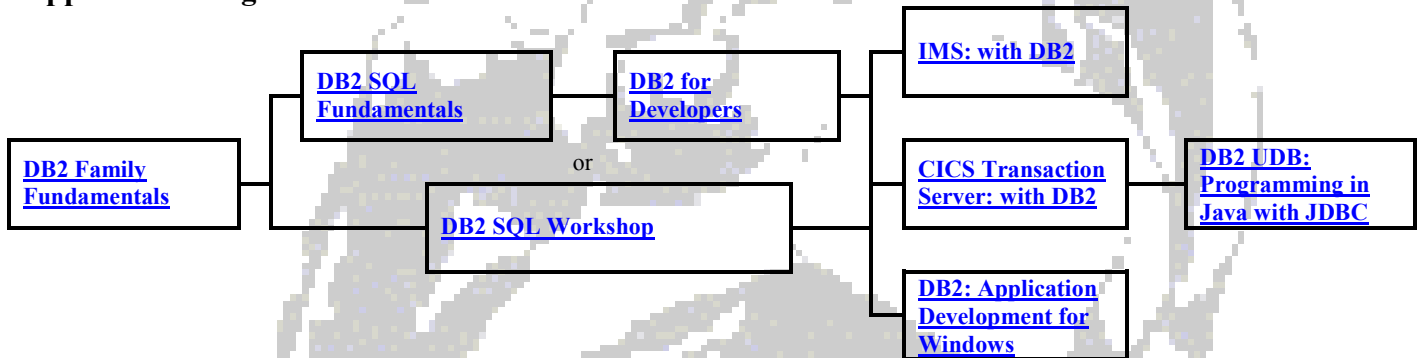 DB2 Family
Fundamentals
DB2 SQL
Fundamentals
DB2 for
Developers
or
DB2 SQL Workshop
IMS: with DB2
CICS Transaction
Server: with DB2
DB2: Application
Development for
Windows
DB2 UDB:
Programming in
Java with JDBC